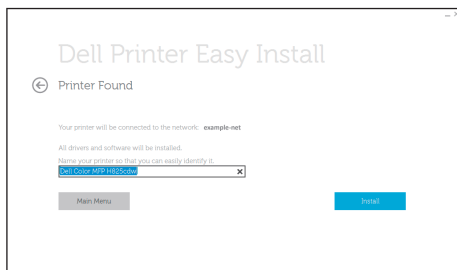 Dell Printer Easy Install
Printer Found
Your printer will be connected to the network: example-net
All drivers and software will be installed.
Name your printer so that you can easily identify it.
Dell Color MFP H825cdw
Main Menu
Install